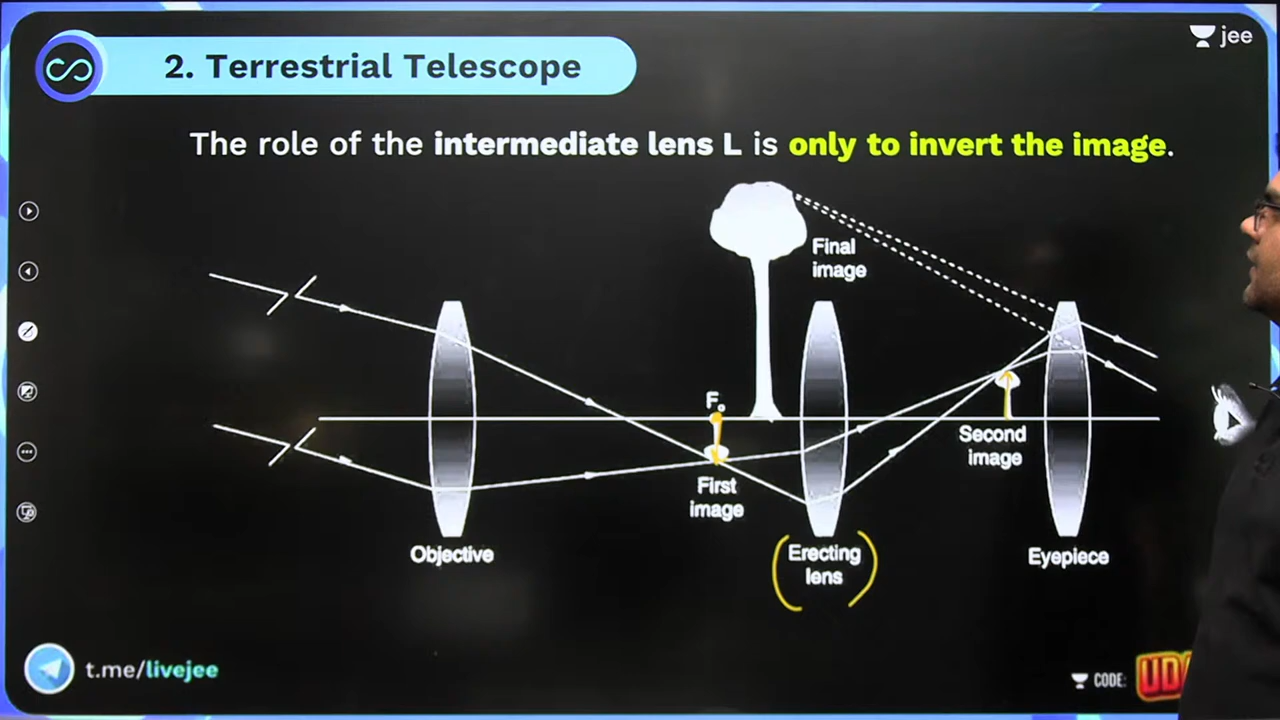 jee
2. Terrestrial Telescope
The role of the intermediate lens L is only to invert the image.
Final
image
Fo
Second
image
First
image
Objective
Erecting
lens
Eyepiece
t.me/livejee
CODE: